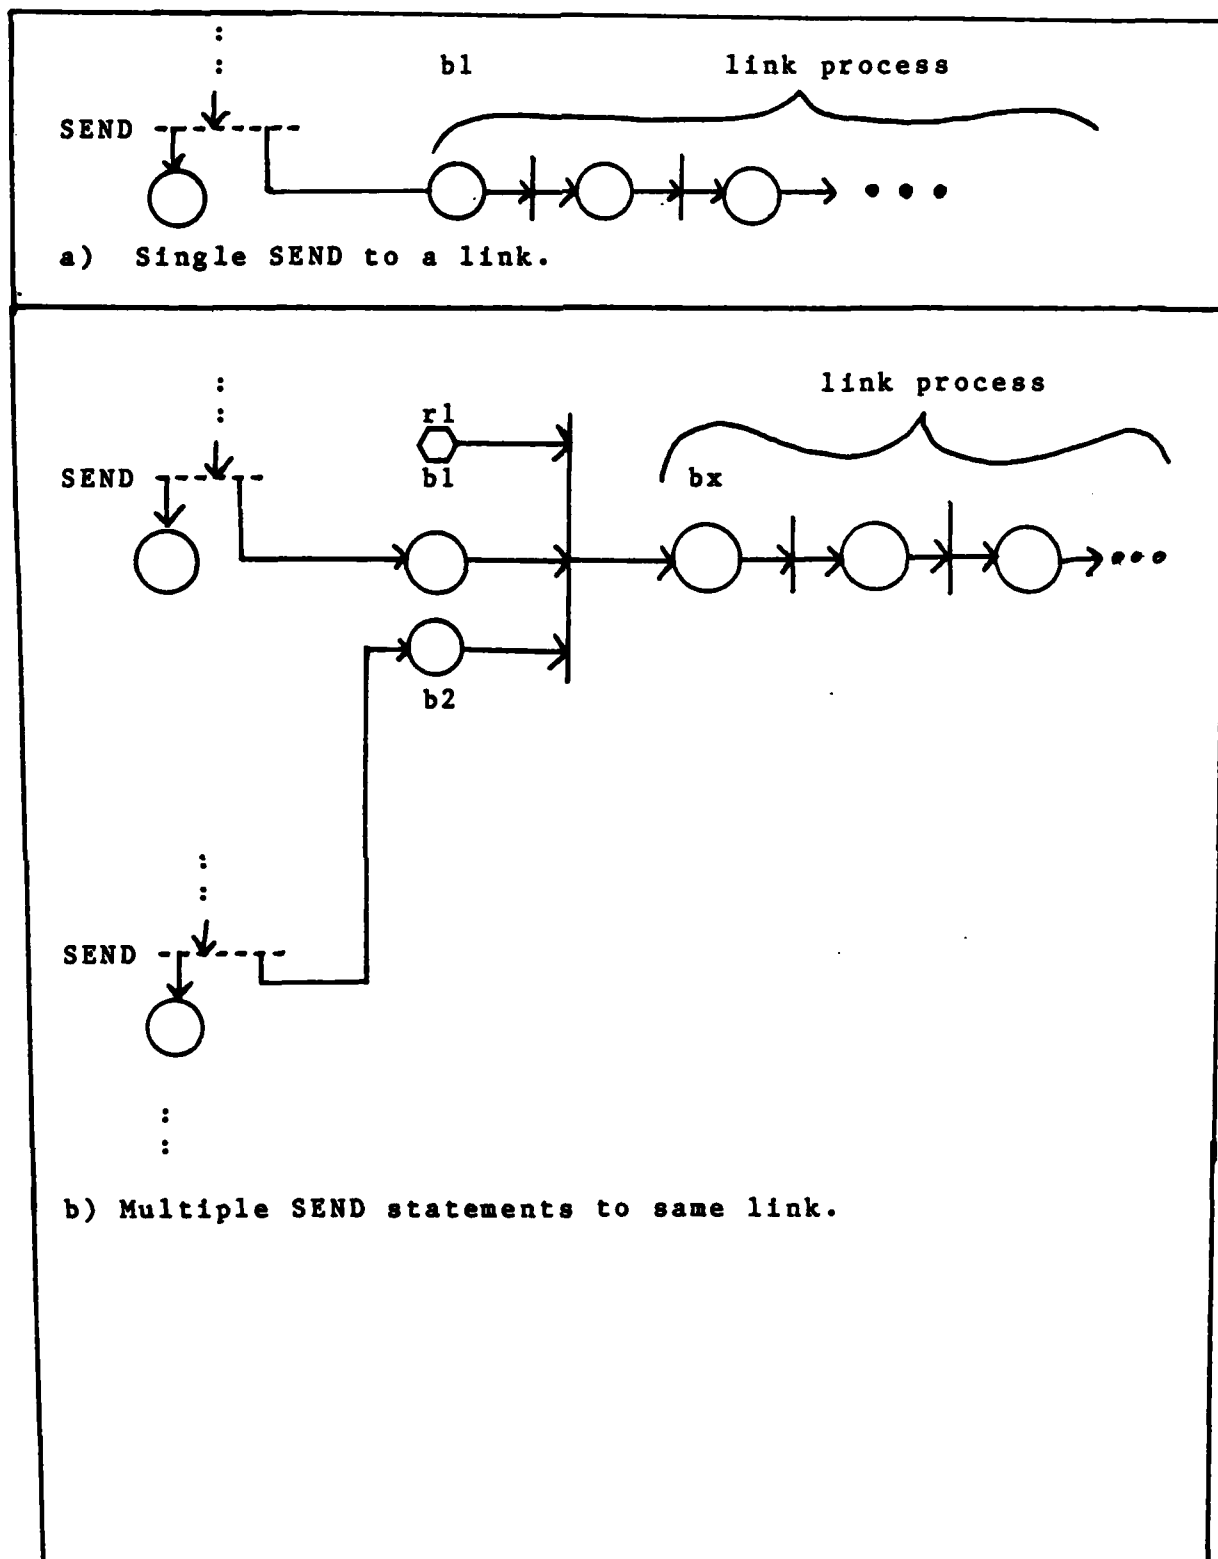 b1 link process
SEND
a) Single SEND to a link.
link process
r1
SEND b1 bx
b2
SEND
b) Multiple SEND statements to same link.